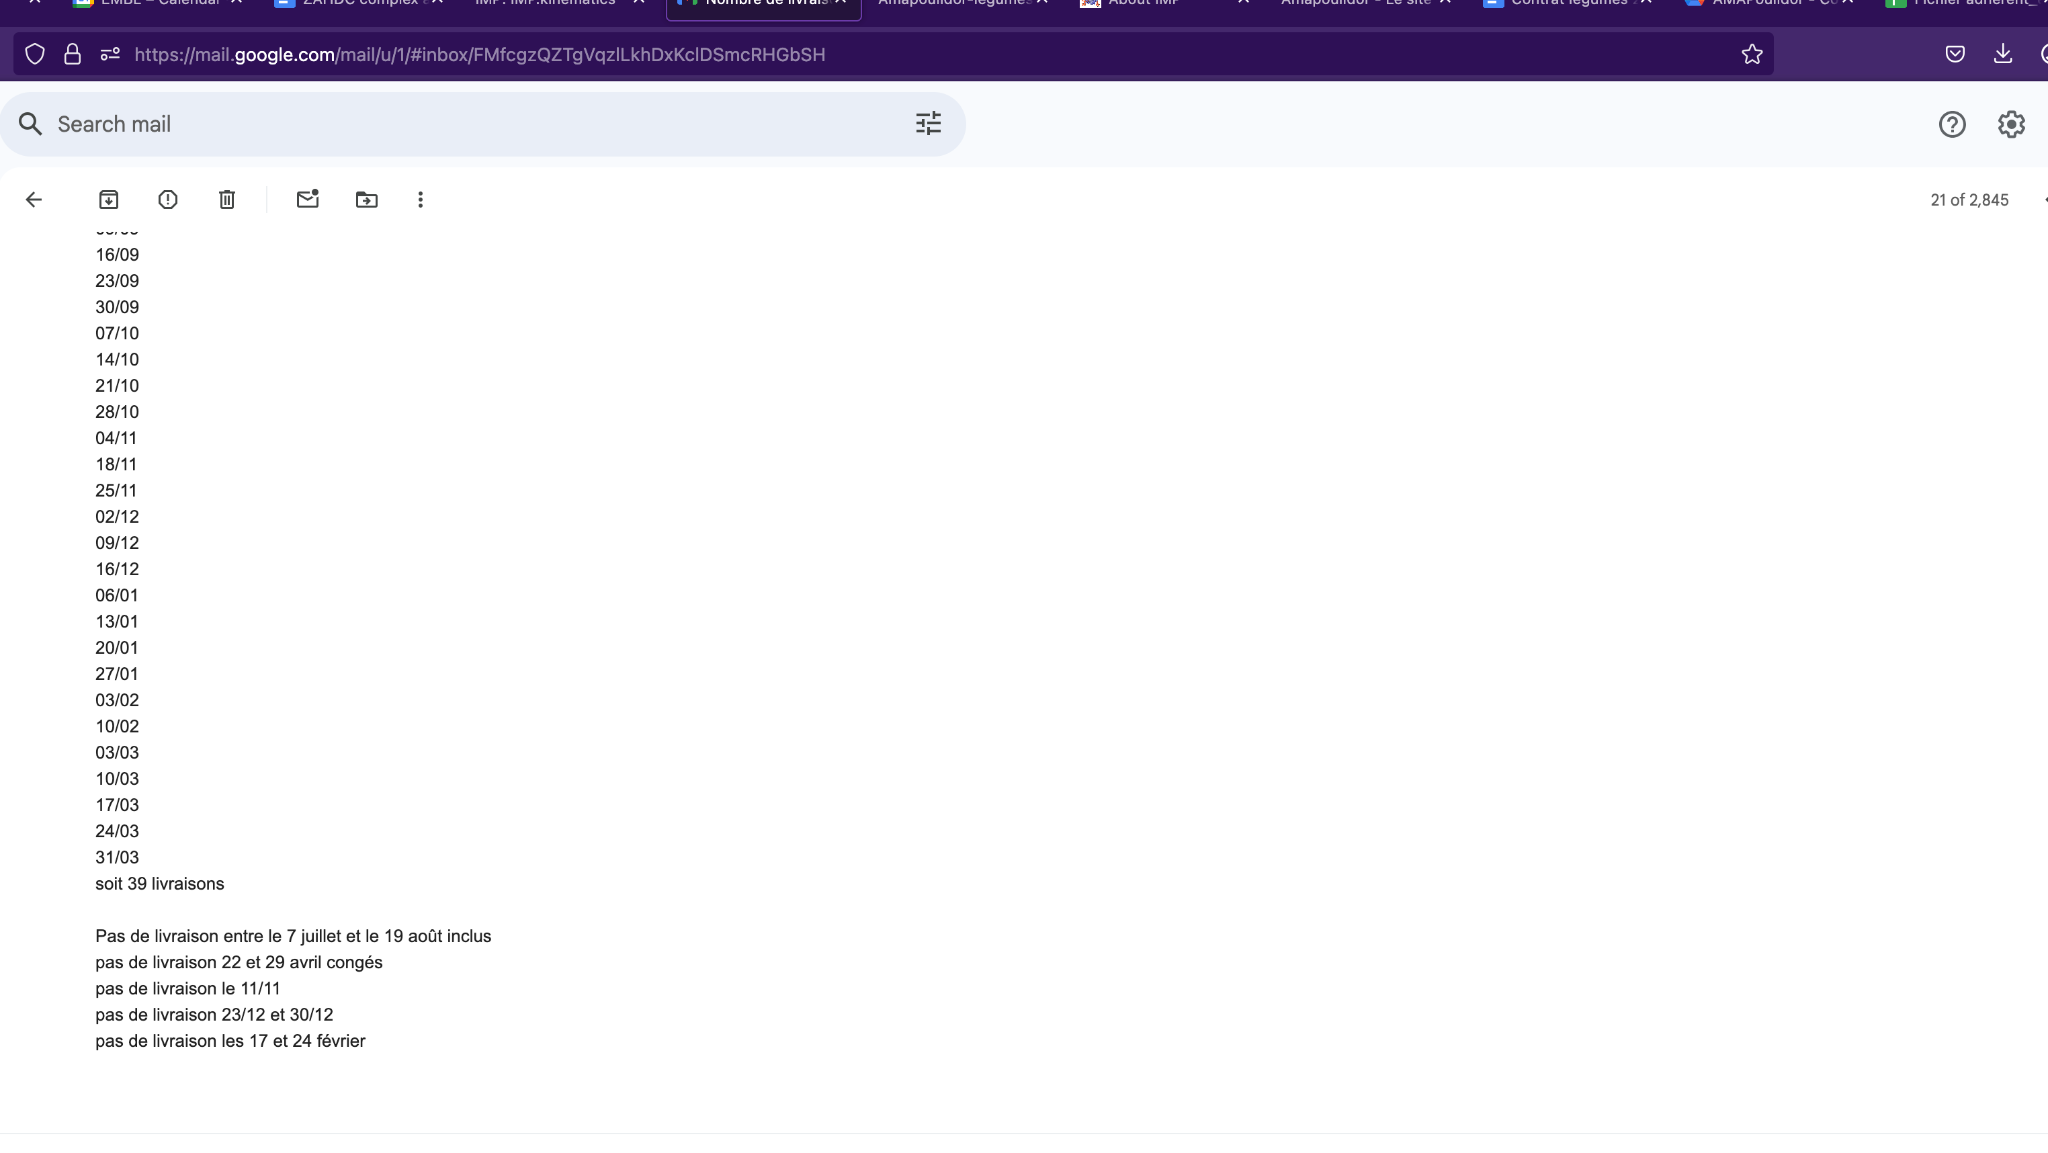 https://mail.google.com/mail/u/1/#inbox/FMfcgzQZTgVqzlLkhDxKclDSmcRHGbSH
Search mail
21 of 2,845
16/09
23/09
30/09
07/10
14/10
21/10
28/10
04/11
18/11
25/11
02/12
09/12
16/12
06/01
13/01
20/01
27/01
03/02
10/02
03/03
10/03
17/03
24/03
31/03
soit 39 livraisons
Pas de livraison entre le 7 juillet et le 19 août inclus
pas de livraison 22 et 29 avril congés
pas de livraison le 11/11
pas de livraison 23/12 et 30/12
pas de livraison les 17 et 24 février